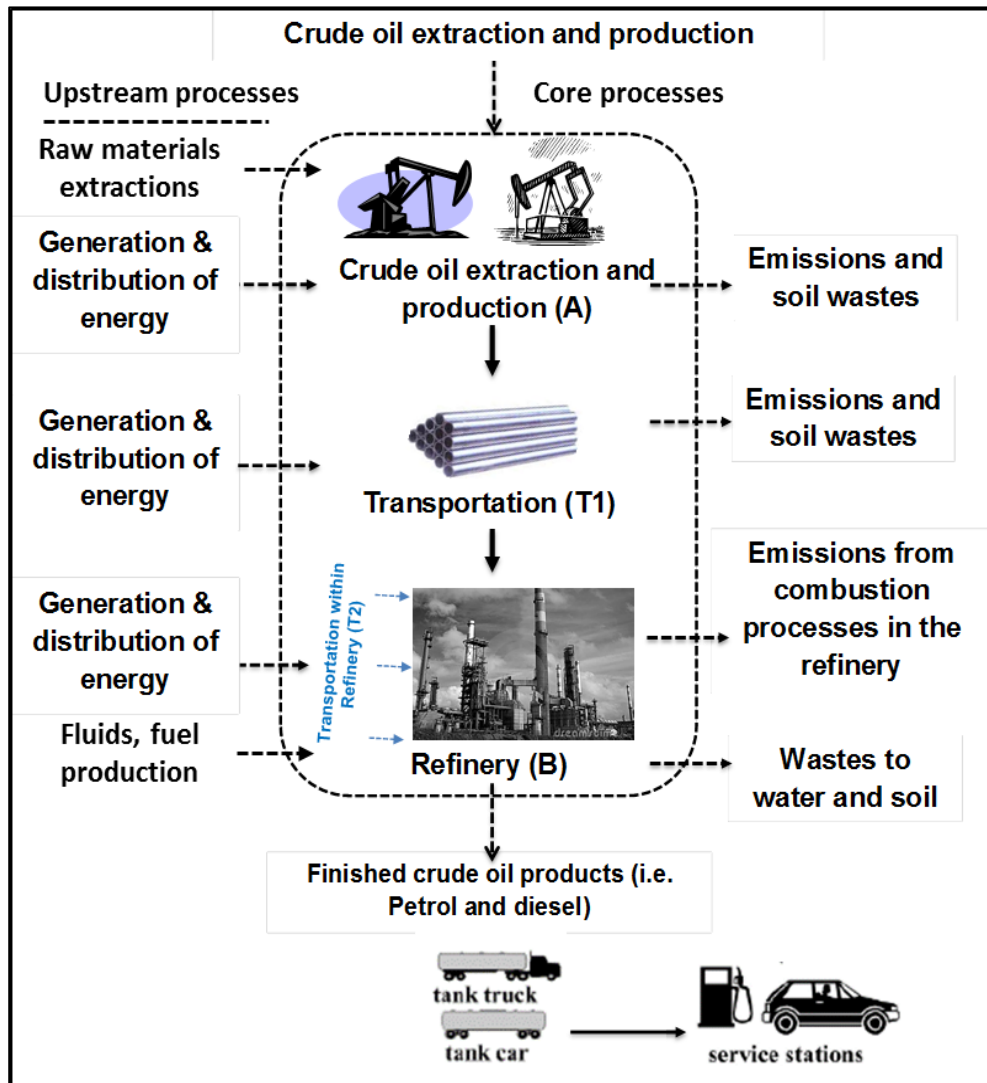 Crude oil extraction and production
Upstream processes
Core processes
Raw materials
extractions
Generation &
distribution of
energy
Crude oil extraction and
production (A)
Emissions and
soil wastes
Generation &
distribution of
energy
Transportation (T1)
Emissions and
soil wastes
Generation &
distribution of
energy
Transportation within
Refinery (T2)
Emissions from
combustion
processes in the
refinery
Fluids, fuel
production
Refinery (B)
Wastes to
water and soil
Finished crude oil products (i.e.
Petrol and diesel)
tank truck
tank car
service stations